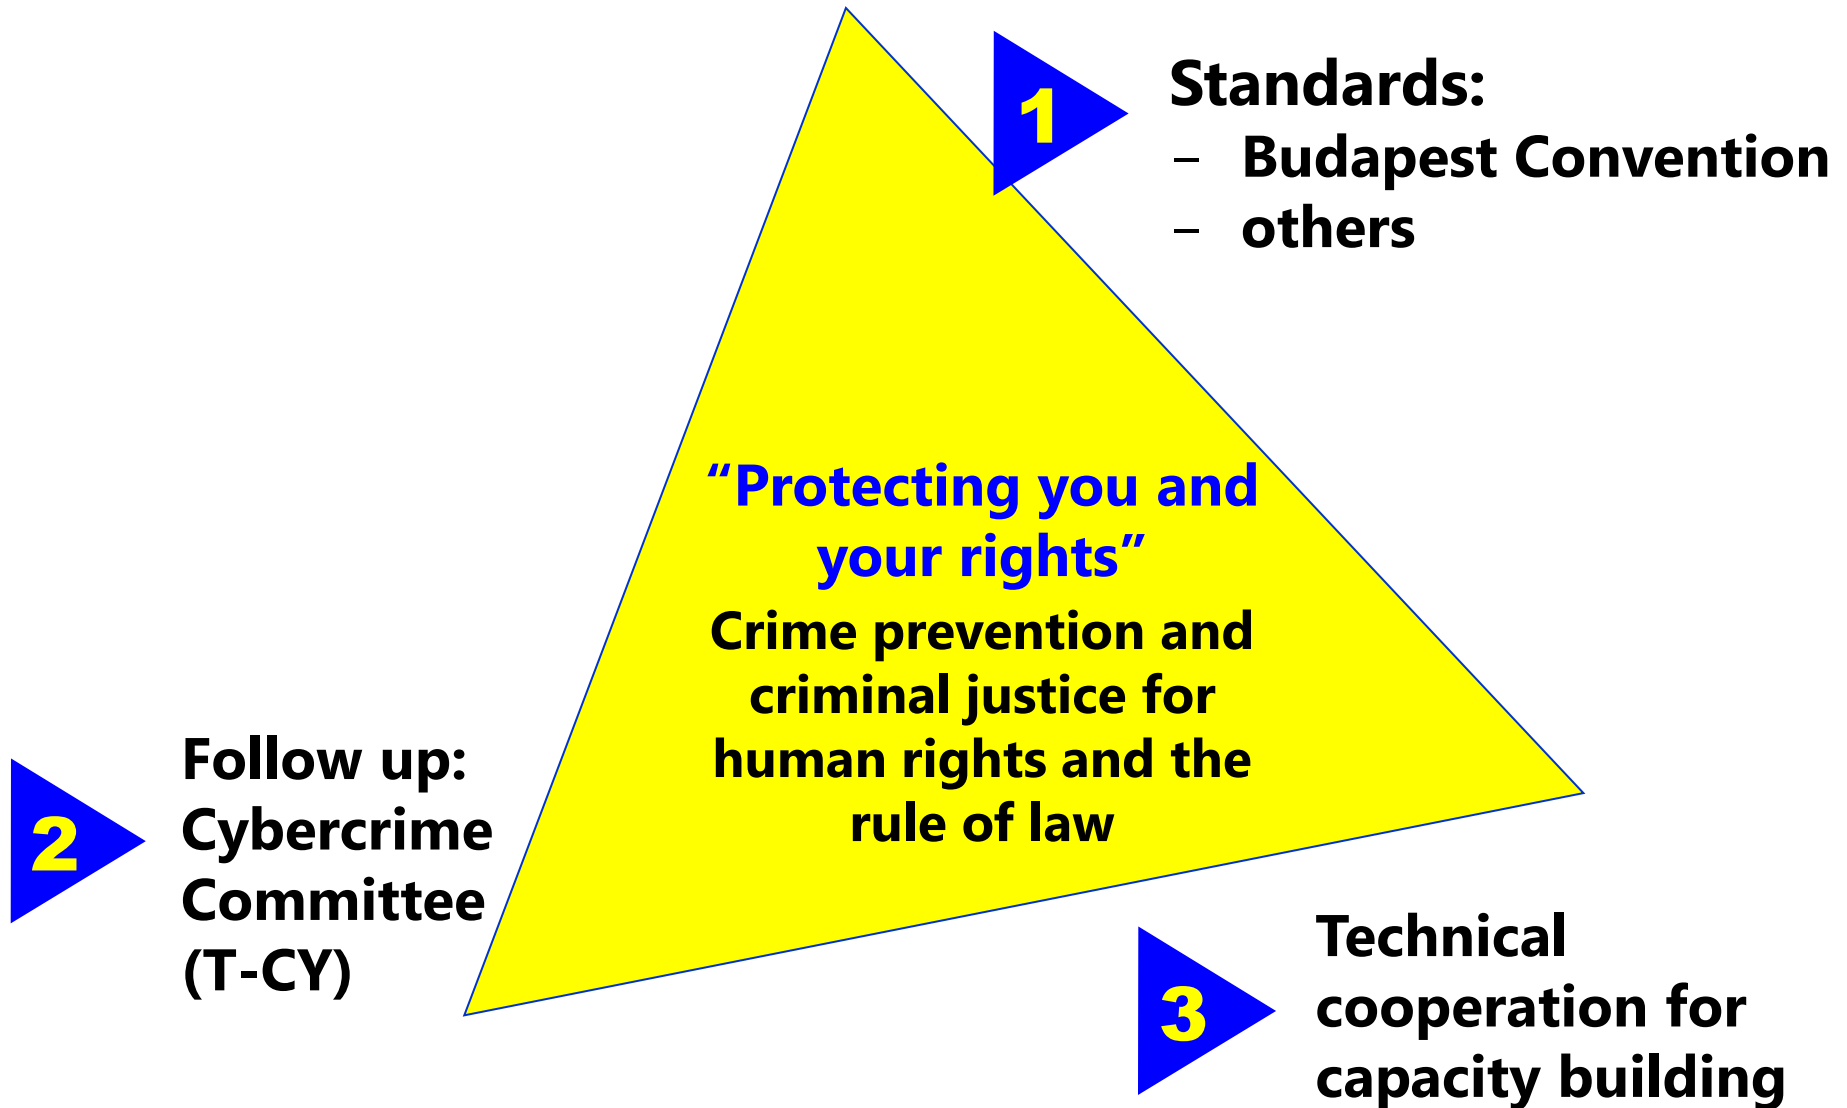 1
Standards:
– Budapest Convention
– others
“Protecting you and
your rights”
Crime prevention and
criminal justice for
human rights and the
rule of law
2
Follow up:
Cybercrime
Committee
(T-CY)
3
Technical
cooperation for
capacity building